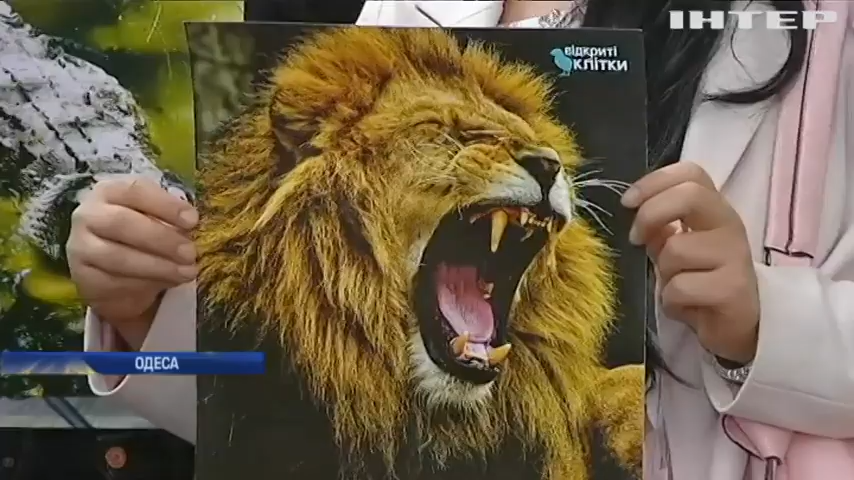 ІНТЕР
відкриті
клітки
ОДЕСА